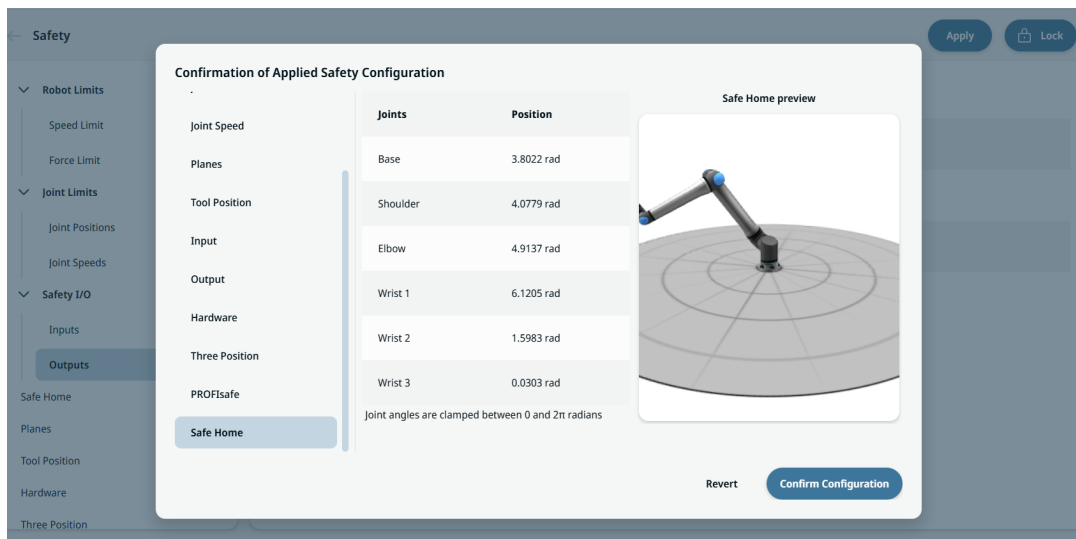 Safety
Apply
Lock
Robot Limits
Speed Limit
Force Limit
Joint Limits
Joint Positions
Joint Speeds
Safety I/O
Inputs
Outputs
Safe Home
Planes
Tool Position
Hardware
Three Position
Confirmation of Applied Safety Configuration
Joint Speed
Planes
Tool Position
Input
Output
Hardware
Three Position
PROFIsafe
Safe Home
Joints Position
Base 3.8022 rad
Shoulder 4.0779 rad
Elbow 4.9137 rad
Wrist 1 6.1205 rad
Wrist 2 1.5983 rad
Wrist 3 0.0303 rad
Joint angles are clamped between 0 and 2π radians
Safe Home preview
Revert
Confirm Configuration